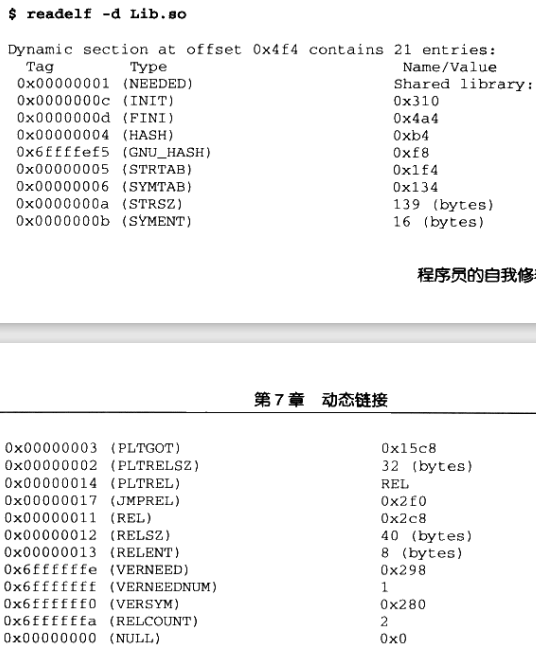 $ readelf -d Lib.so
Dynamic section at offset 0x4f4 contains 21 entries:
Tag Type Name/Value
0x00000001 (NEEDED) Shared library:
0x0000000c (INIT) 0x310
0x0000000d (FINI) 0x4a4
0x00000004 (HASH) 0xb4
0x6ffffef5 (GNU_HASH) 0xf8
0x00000005 (STRTAB) 0x1f4
0x00000006 (SYMTAB) 0x134
0x0000000a (STRSZ) 139 (bytes)
0x0000000b (SYMENT) 16 (bytes)
程序员的自我修
第7章 动态链接
0x00000003 (PLTGOT) 0x15c8
0x00000002 (PLTRELSZ) 32 (bytes)
0x00000014 (PLTREL) REL
0x00000017 (JMPREL) 0x2f0
0x00000011 (REL) 0x2c8
0x00000012 (RELSZ) 40 (bytes)
0x00000013 (RELENT) 8 (bytes)
0x6ffffffe (VERNEED) 0x298
0x6fffffff (VERNEEDNUM) 1
0x6ffffff0 (VERSYM) 0x280
0x6ffffffa (RELCOUNT) 2
0x00000000 (NULL) 0x0